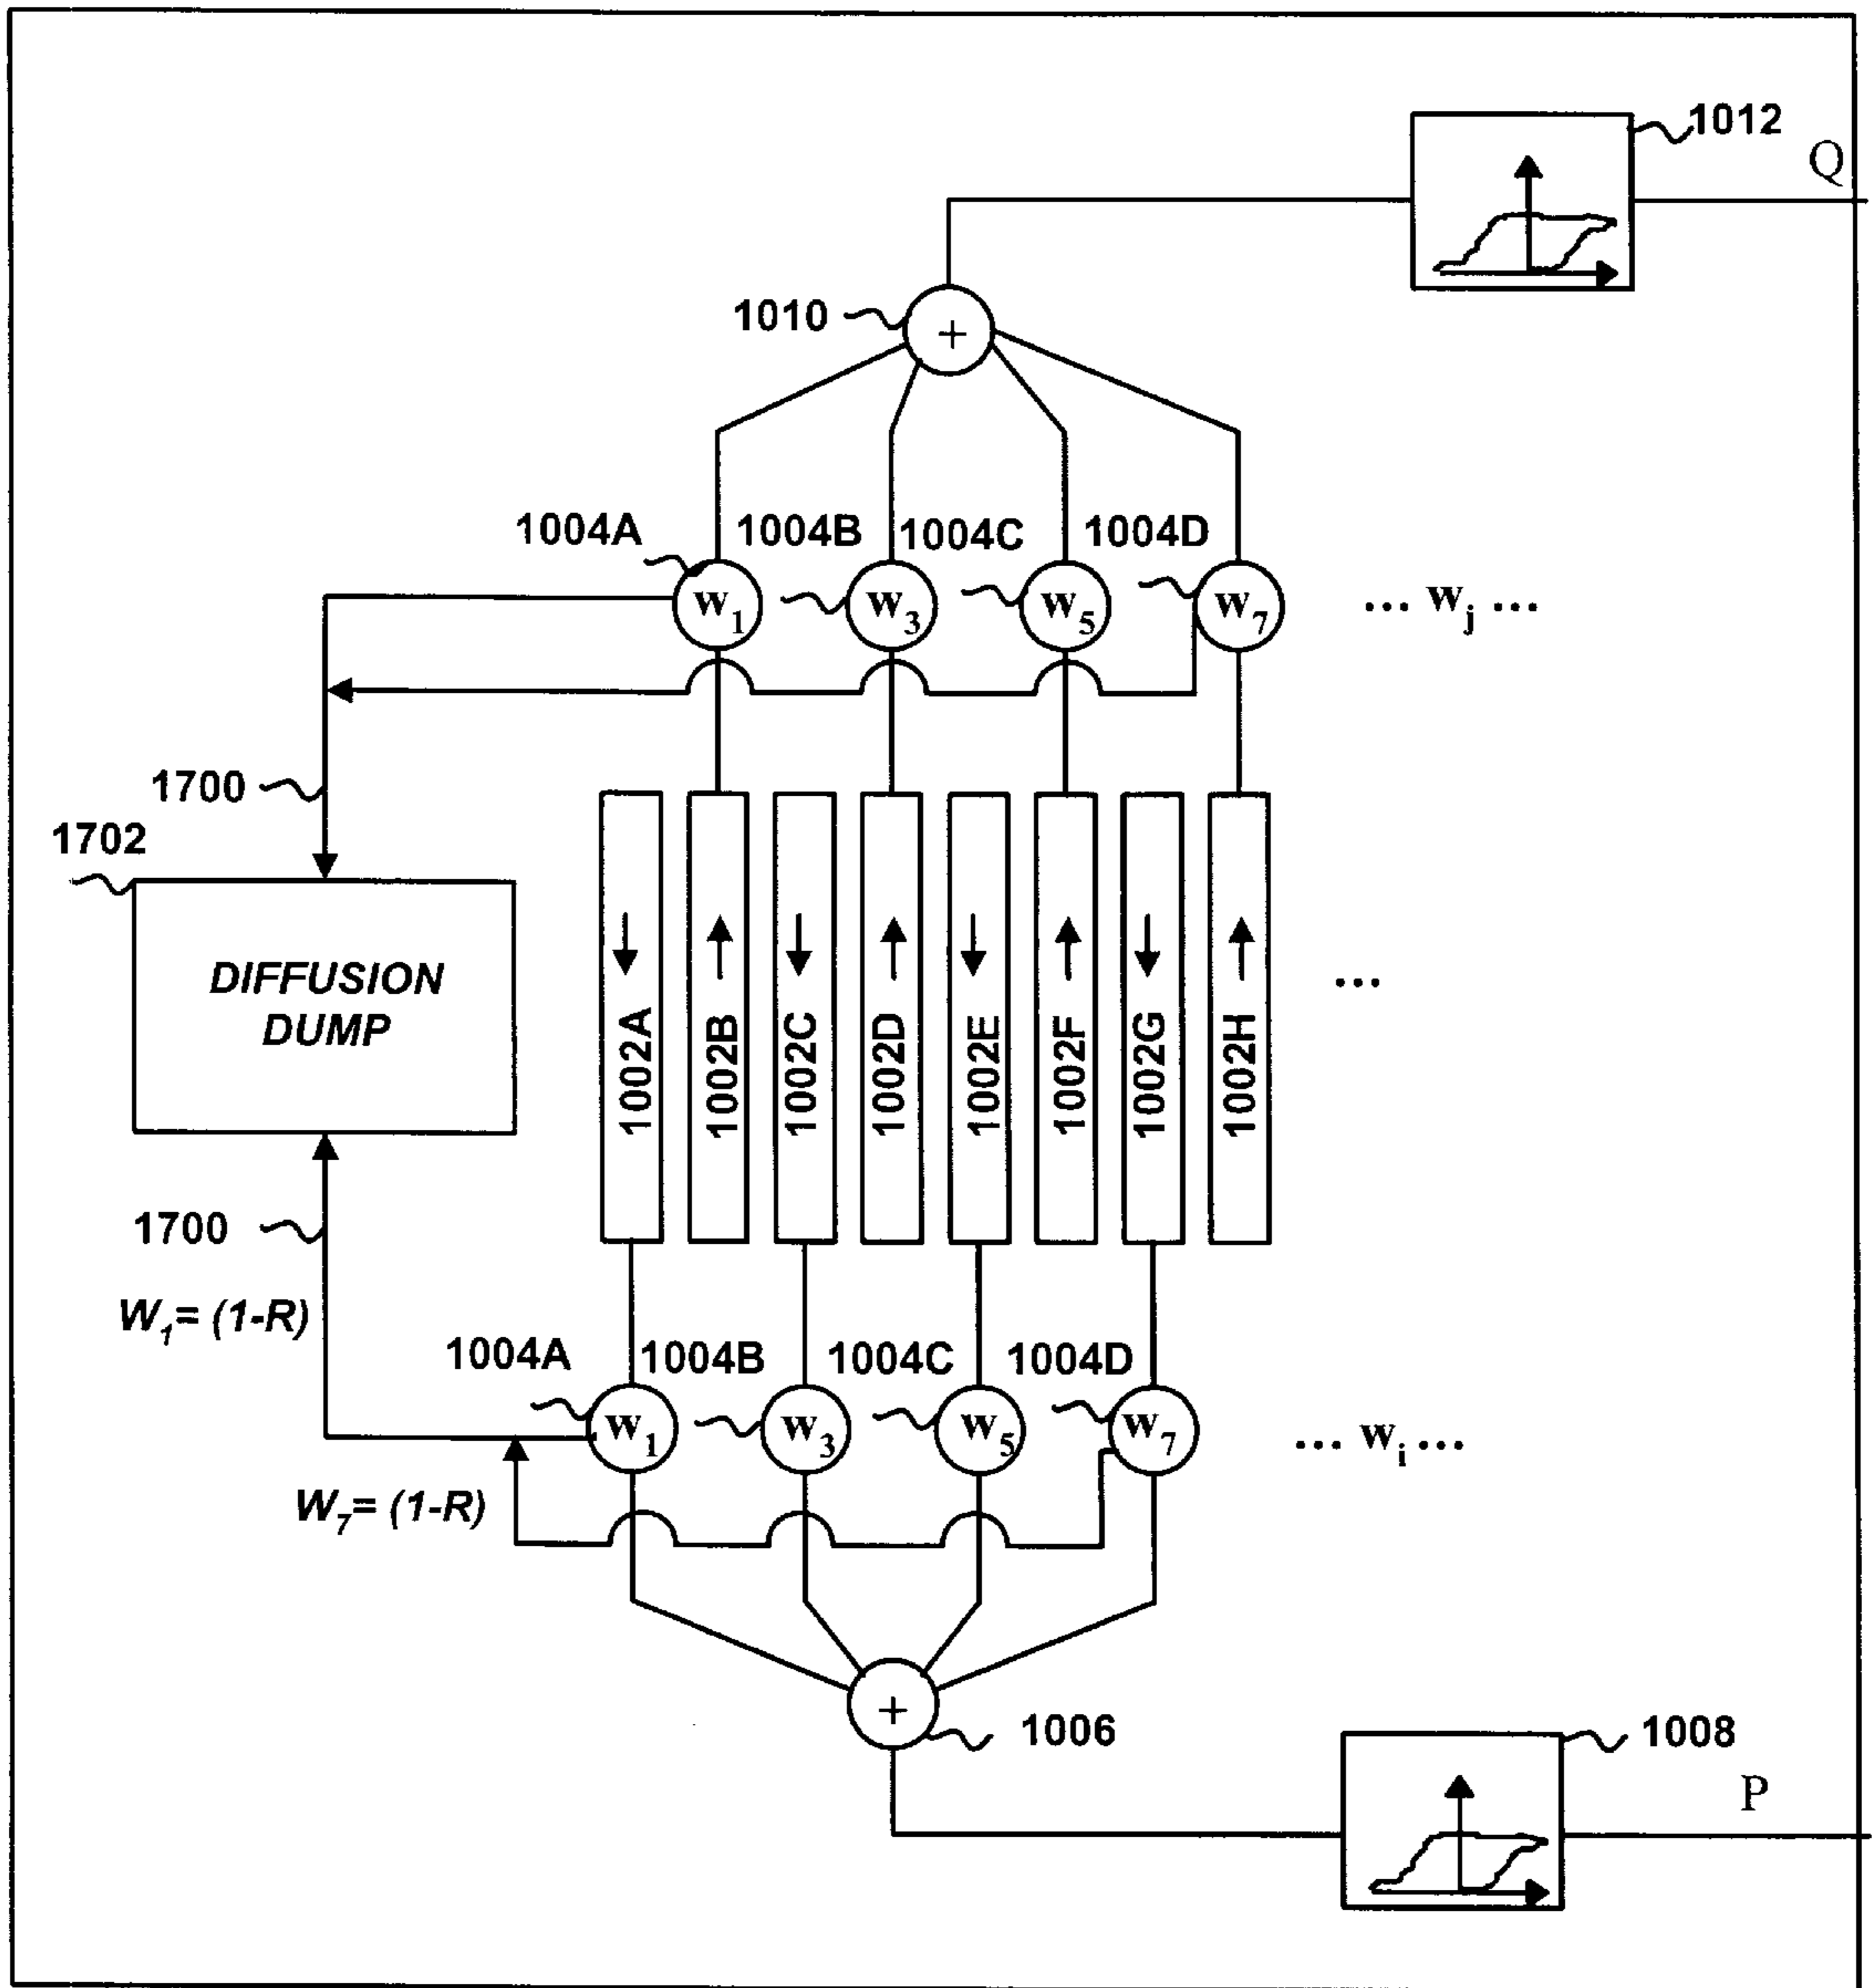 1012
Q
1010
+
1004A 1004B 1004C 1004D
w1 w3 w5 w7 ... wj ...
1700
1702
DIFFUSION
DUMP
1002A 1002B 1002C 1002D 1002E 1002F 1002G 1002H ...
1700
W1= (1-R)
1004A 1004B 1004C 1004D
w1 w3 w5 w7 ... wi ...
W7= (1-R)
+
1006
1008
P